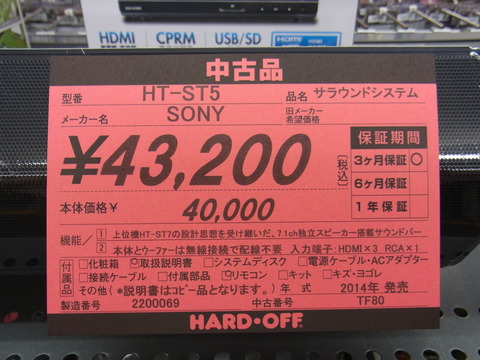 HDMI CPRM USB/SD HDMI
中古品
型番 HT-ST5 品名 サラウンドシステム
メーカー名 SONY 旧メーカー希望価格
¥43,200 [税込]
保証期間
3ヶ月保証 ○
6ヶ月保証
1年保証
本体価格¥ 40,000
機能/ 1 上位機HT-ST7の設計思想を受け継いだ、7.1ch独立スピーカー搭載サウンドバー
2 本体とウーファーは無線接続で配線不要 入力端子:HDMI×3 RCA×1
付属品 □化粧箱 ☑取扱説明書 □システムディスク □電源ケーブル・ACアダプター
□接続ケーブル □付属部品 ☑リモコン □キット □キズ・ヨゴレ
その他(*説明書はコピー品となります。) 年式 2014年 発売
製造番号 2200069 中古番号 TF80
HARD・OFF